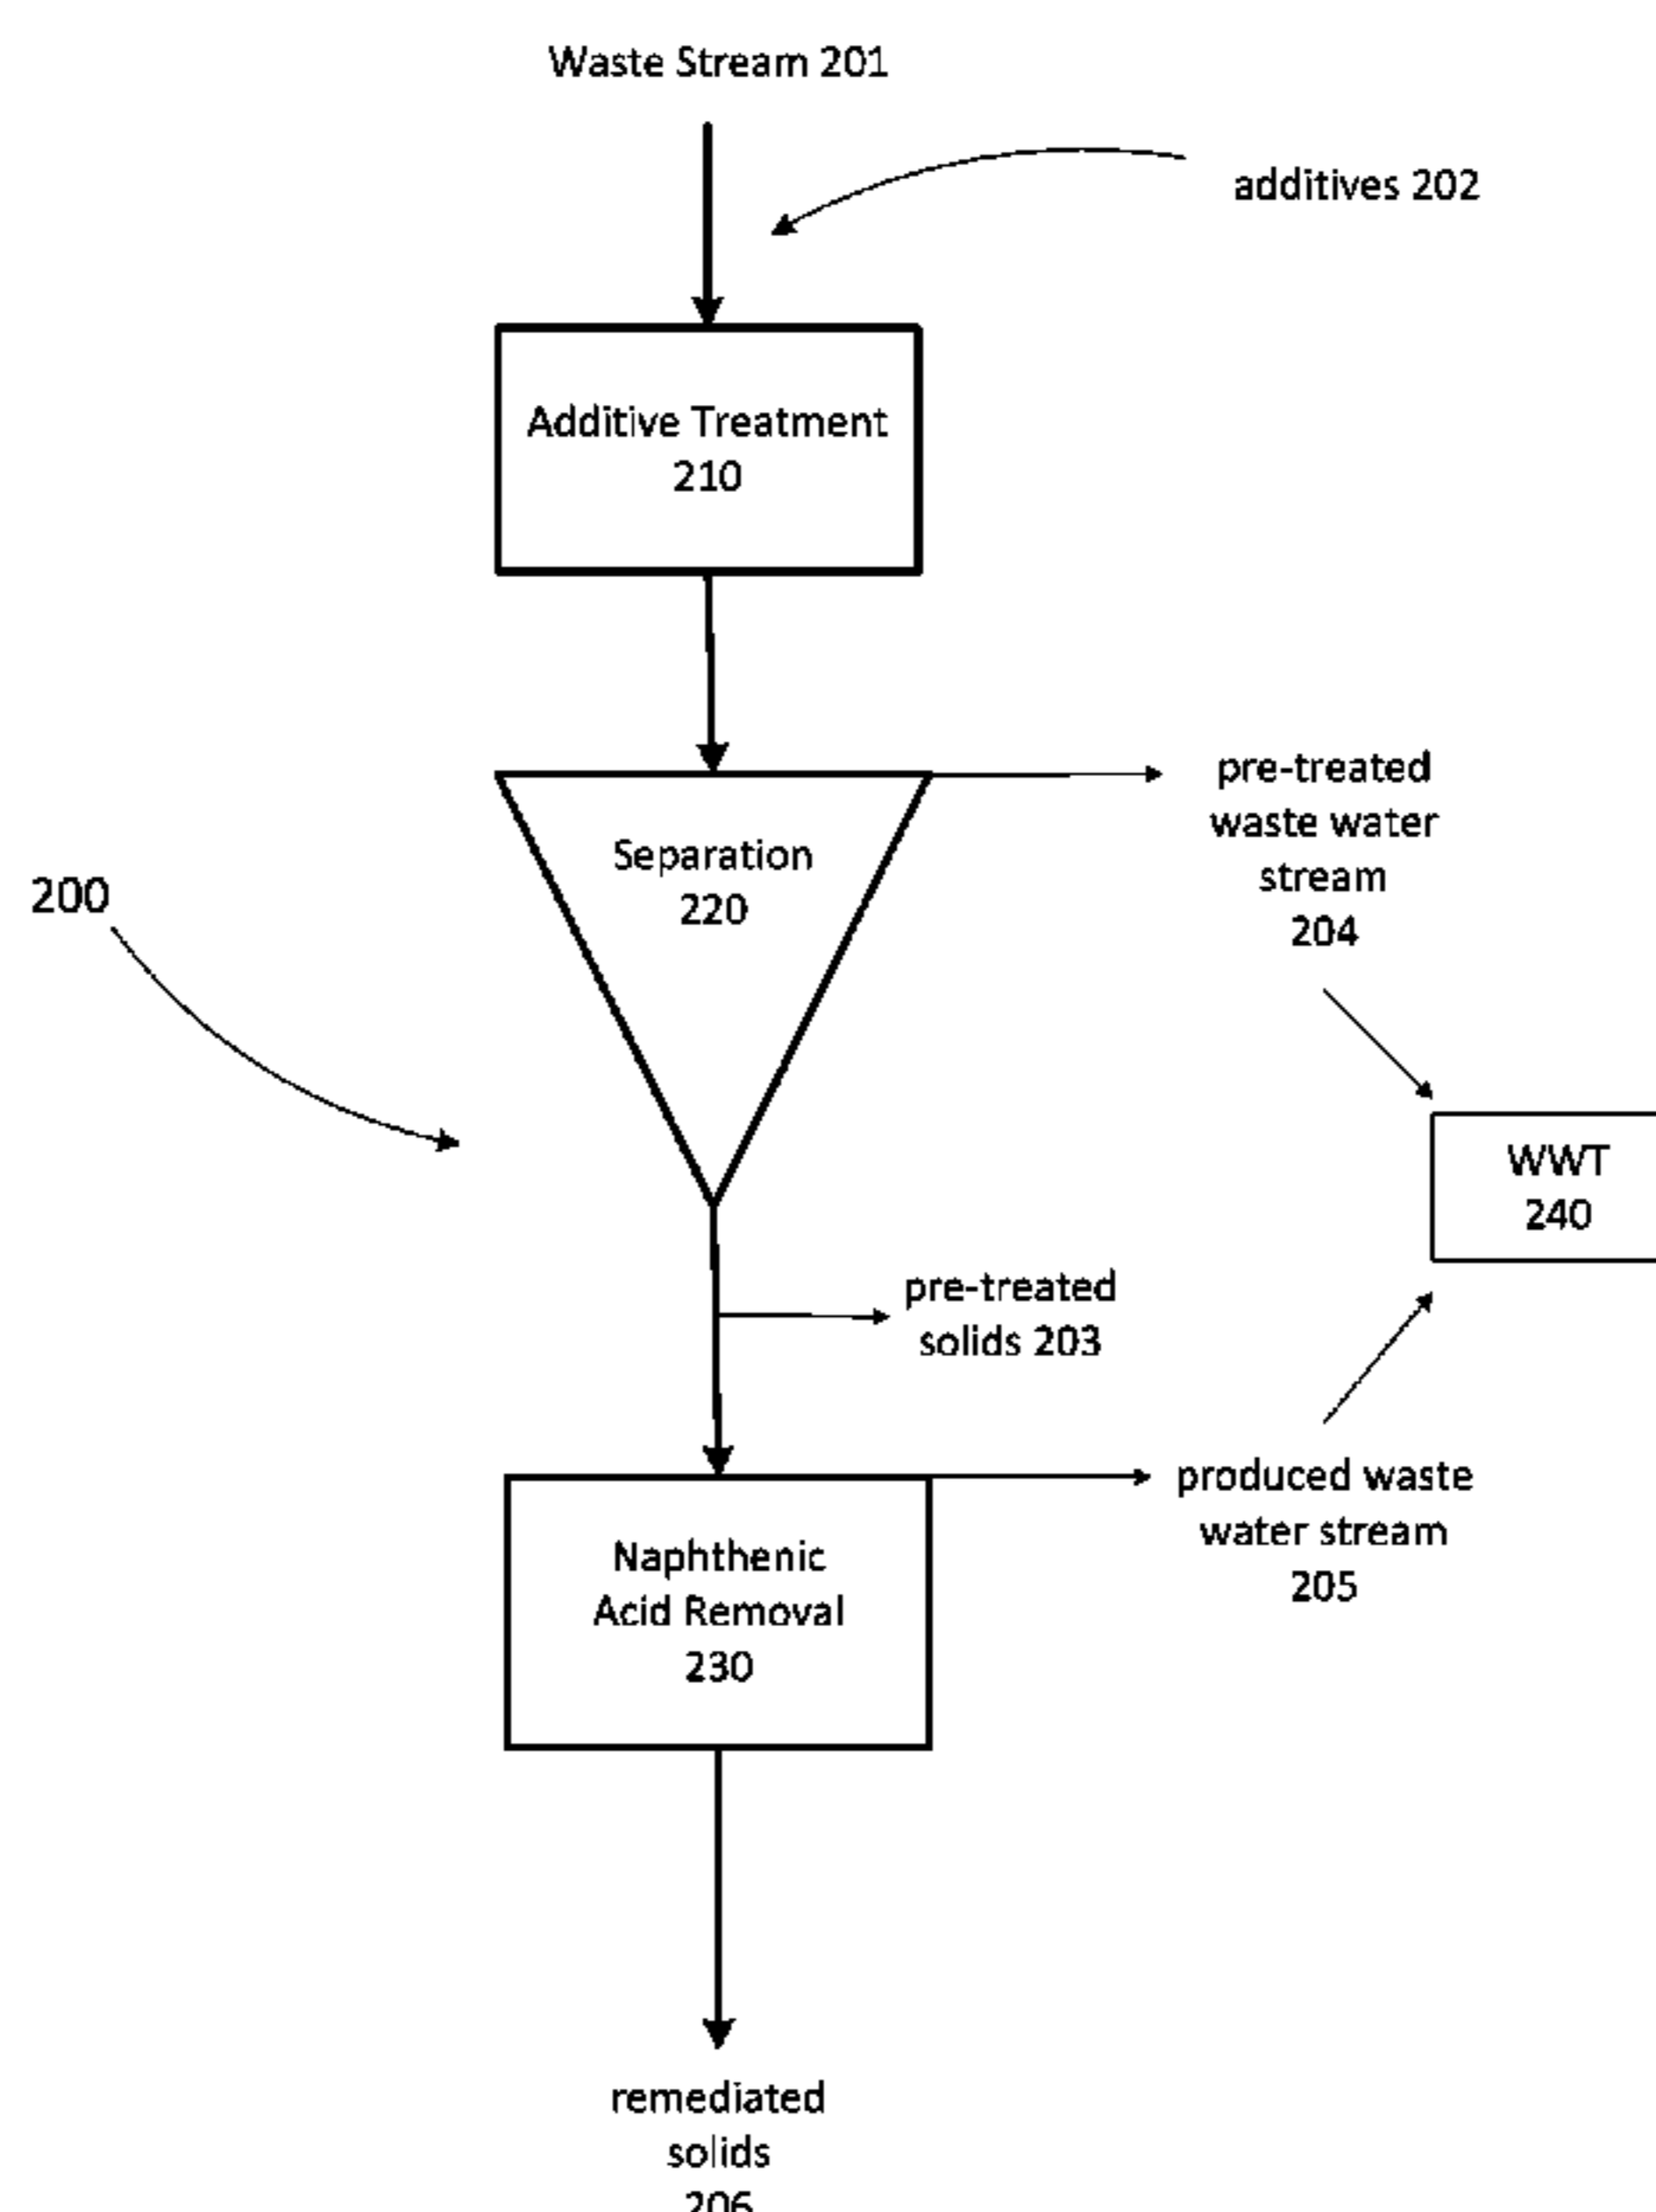 Waste Stream 201
additives 202
Additive Treatment
210
Separation
220
pre-treated
waste water
stream
204
200
WWT
240
pre-treated
solids 203
Naphthenic
Acid Removal
230
produced waste
water stream
205
remediated
solids
206